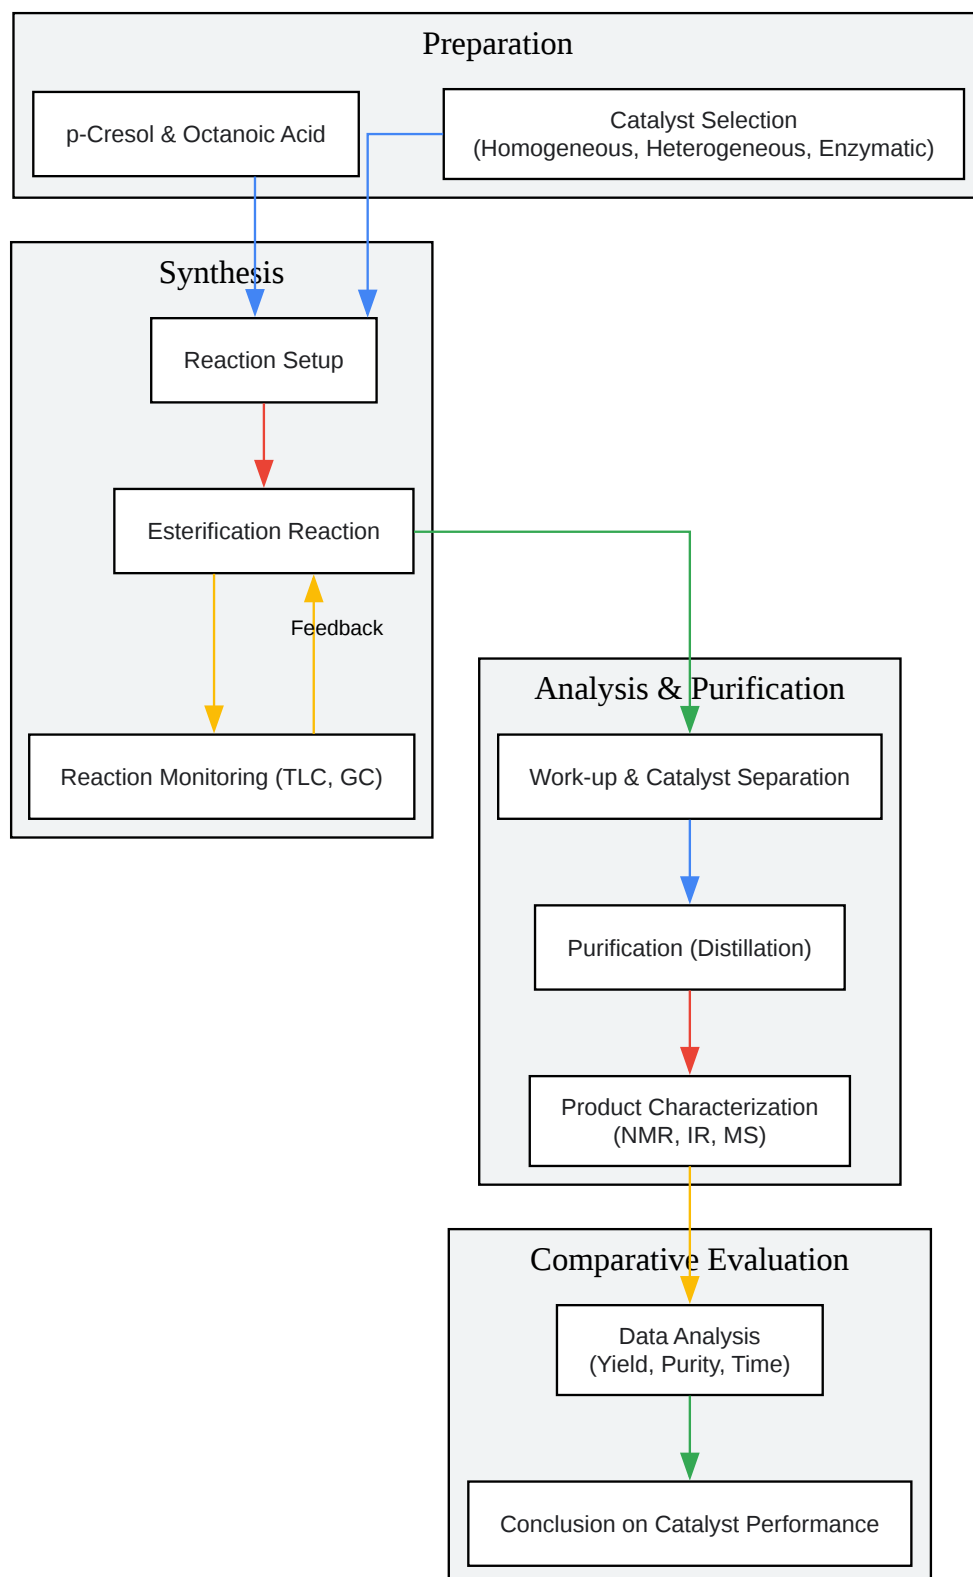 Preparation
p-Cresol & Octanoic Acid
Catalyst Selection
(Homogeneous, Heterogeneous, Enzymatic)
Synthesis
Reaction Setup
Esterification Reaction
Feedback
Reaction Monitoring (TLC, GC)
Analysis & Purification
Work-up & Catalyst Separation
Purification (Distillation)
Product Characterization
(NMR, IR, MS)
Comparative Evaluation
Data Analysis
(Yield, Purity, Time)
Conclusion on Catalyst Performance